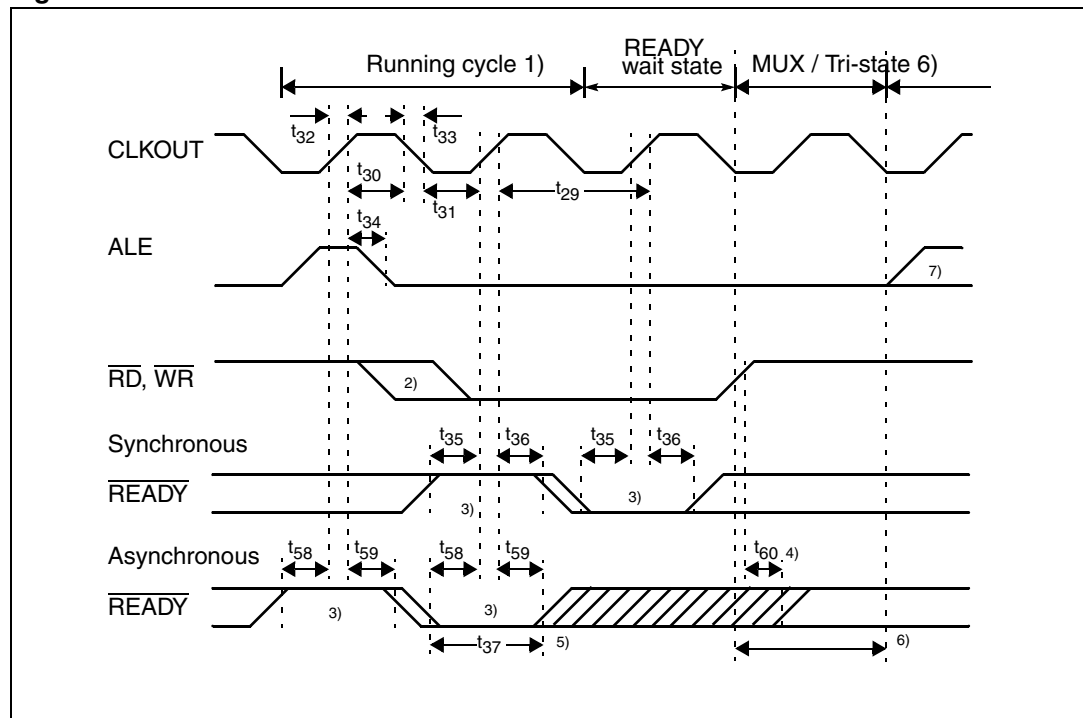 READY
Running cycle 1) wait state MUX / Tri-state 6)
t32 t33
CLKOUT
t30
t31 t29
t34
ALE
7)
RD, WR 2)
t35 t36 t35 t36
Synchronous
READY 3) 3)
Asynchronous t58 t59 t58 t59 t60 4)
READY 3) 3)
t37 5) 6)